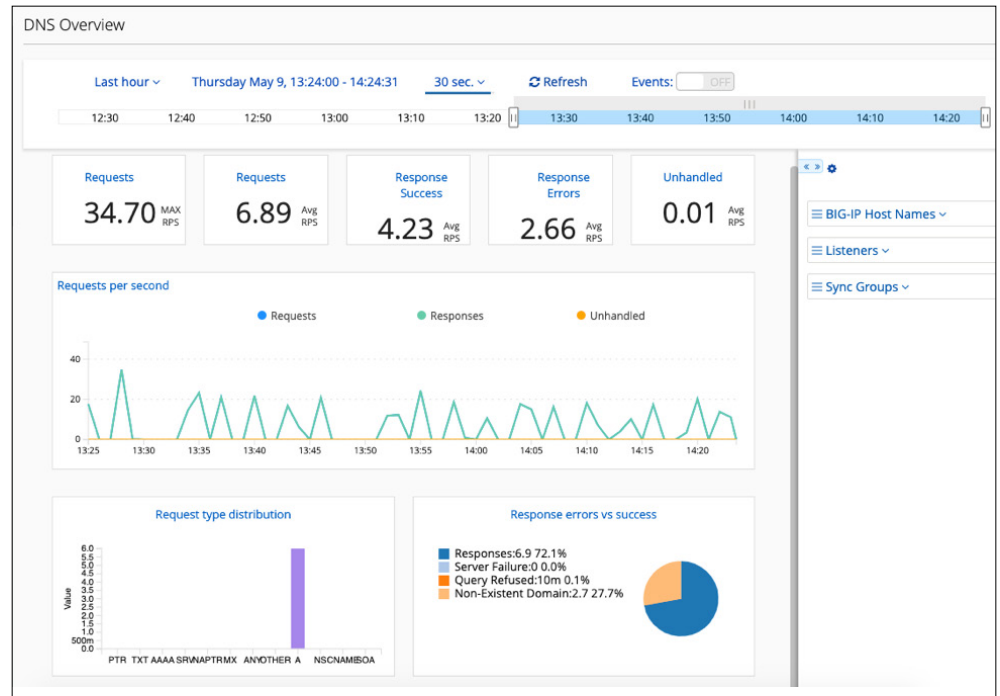 DNS Overview
Last hour Thursday May 9, 13:24:00 - 14:24:31 30 sec. Refresh Events: OFF
12:30 12:40 12:50 13:00 13:10 13:20 13:30 13:40 13:50 14:00 14:10 14:20
Requests
34.70 MAX RPS
Requests
6.89 Avg RPS
Response
Success
4.23 Avg RPS
Response
Errors
2.66 Avg RPS
Unhandled
0.01 Avg RPS
« »
BIG-IP Host Names
Listeners
Sync Groups
Requests per second
Requests Responses Unhandled
40
20
0
13:25 13:30 13:35 13:40 13:45 13:50 13:55 14:00 14:05 14:10 14:15 14:20
Request type distribution
Value
6.0
5.5
5.0
4.5
4.0
3.5
3.0
2.5
2.0
1.5
1.0
500m
0.0
PTR TXT AAAA SRV NAPTR MX ANY OTHER A NS CNAME SOA
Response errors vs success
Responses:6.9 72.1%
Server Failure:0 0.0%
Query Refused:10m 0.1%
Non-Existent Domain:2.7 27.7%